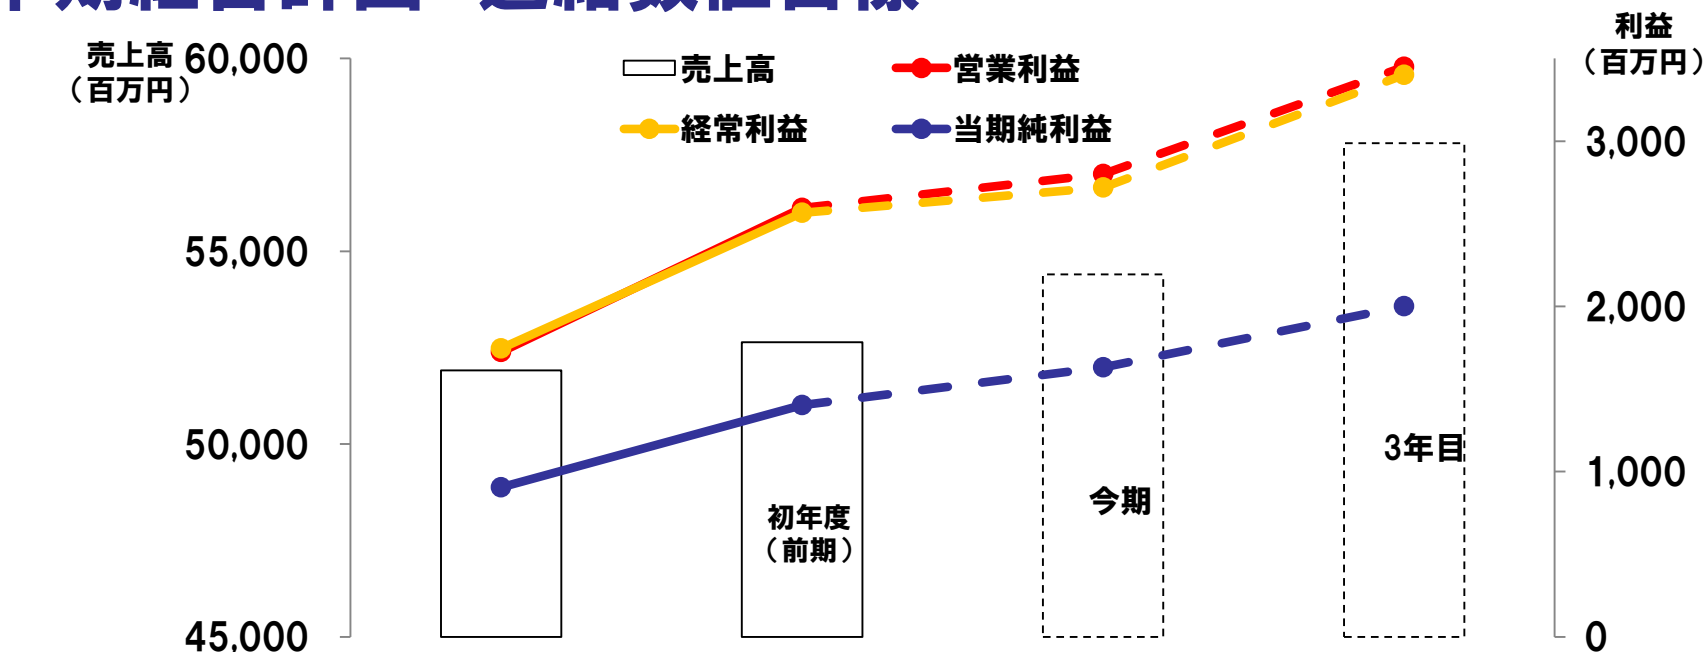 売上高
（百万円）
60,000
55,000
50,000
45,000
売上高
営業利益
経常利益
当期純利益
利益
（百万円）
3,000
2,000
1,000
0
初年度
（前期）
今期
3年目